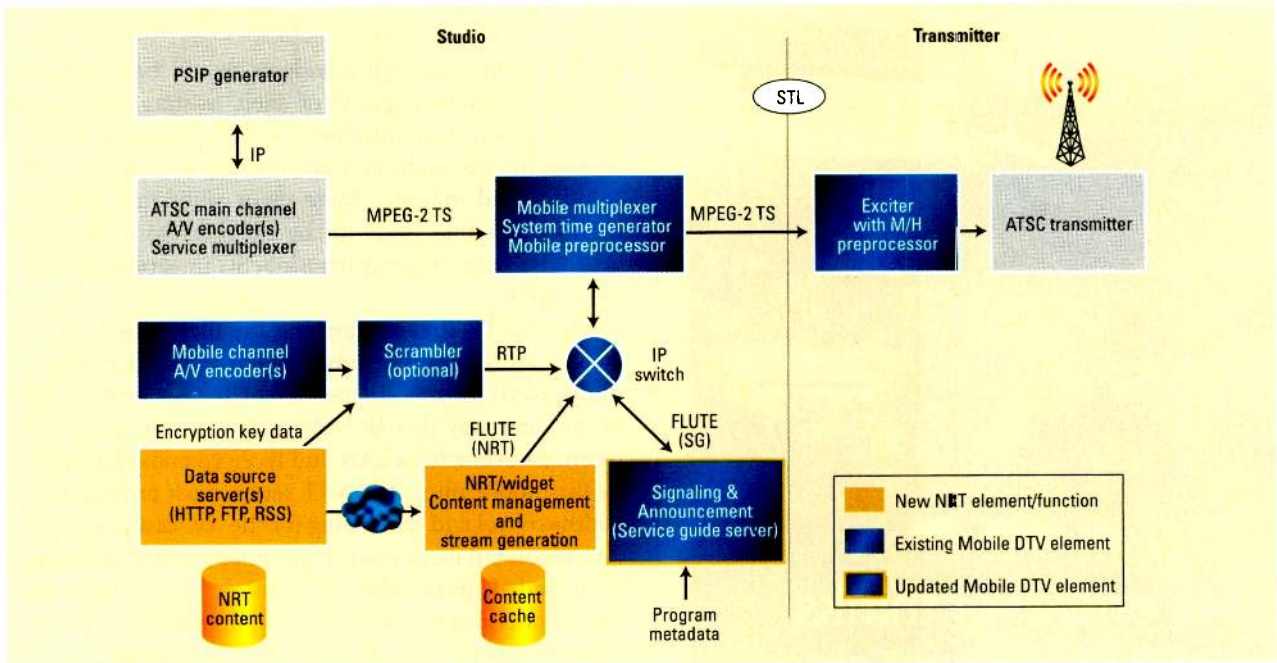 Studio
Transmitter
PSIP generator
STL
IP
ATSC main channel
A/V encoder(s)
Service multiplexer
MPEG-2 TS
Mobile multiplexer
System time generator
Mobile preprocessor
MPEG-2 TS
Exciter
with M/H
preprocessor
ATSC transmitter
Mobile channel
A/V encoder(s)
Scrambler
(optional)
RTP
IP
switch
Encryption key data
FLUTE
(NRT)
FLUTE
(SG)
Data source
server(s)
(HTTP, FTP, RSS)
NRT/widget
Content management
and
stream generation
Signaling &
Announcement
(Service guide server)
New NRT element/function
Existing Mobile DTV element
Updated Mobile DTV element
NRT
content
Content
cache
Program
metadata